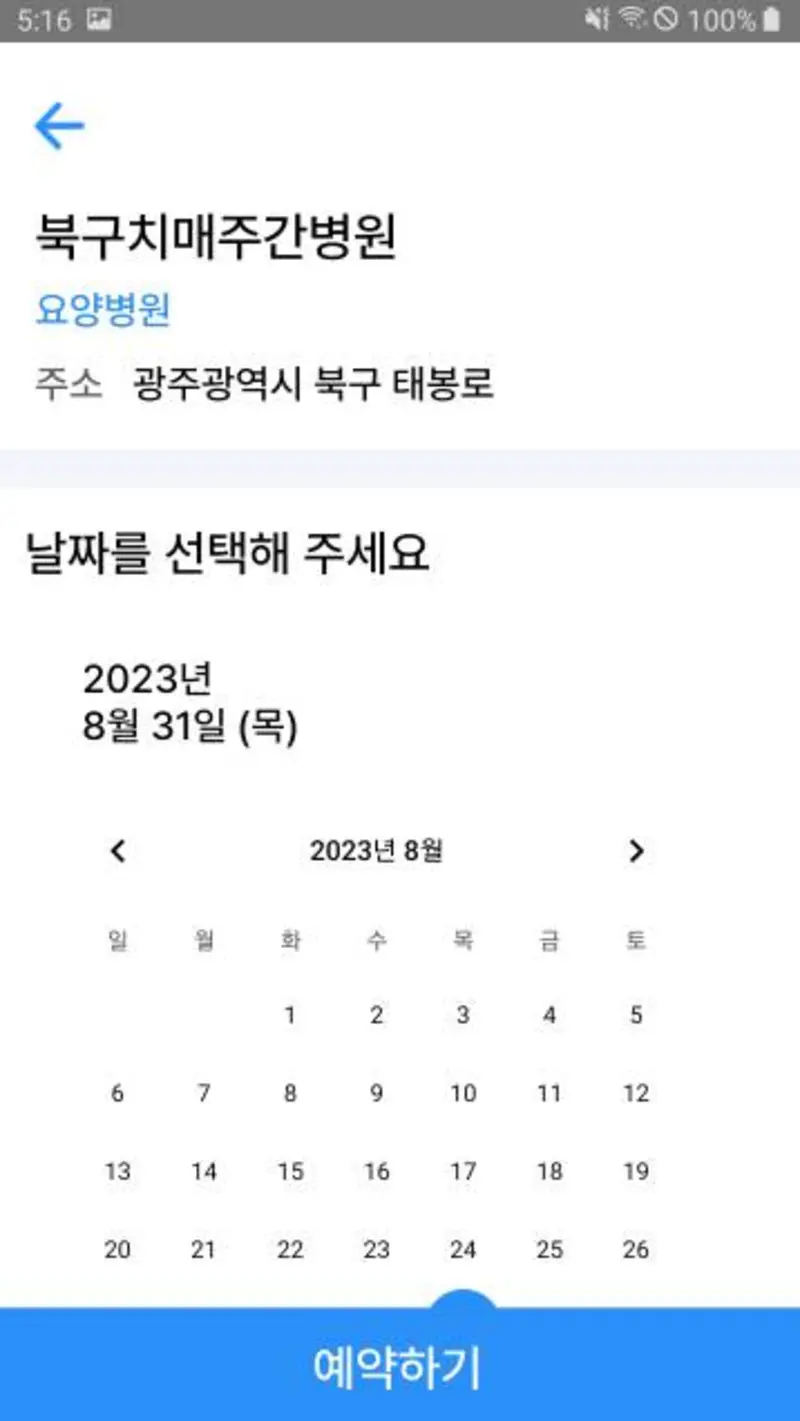 5:16 100%
북구치매주간병원
요양병원
주소 광주광역시 북구 태봉로
날짜를 선택해 주세요
2023년
8월 31일 (목)
2023년 8월
일 월 화 수 목 금 토
1 2 3 4 5
6 7 8 9 10 11 12
13 14 15 16 17 18 19
20 21 22 23 24 25 26
예약하기